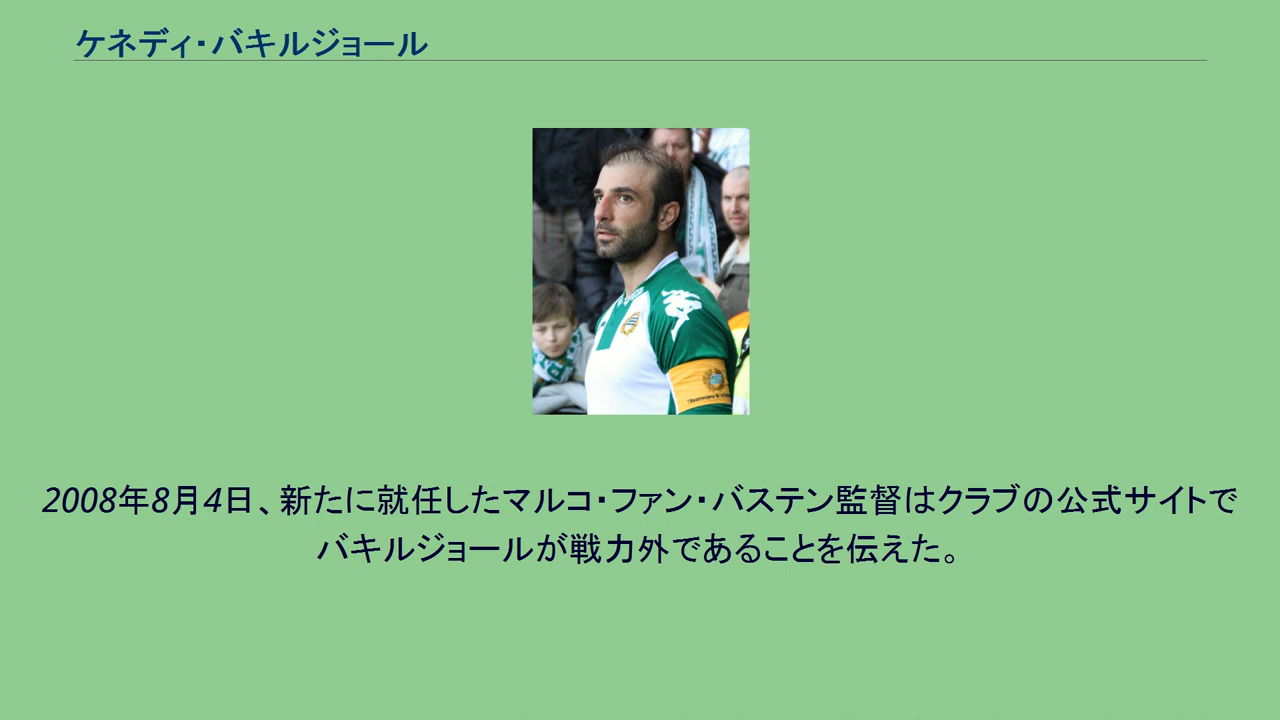 ケネディ・バキルジョール
2008年8月4日、新たに就任したマルコ・ファン・バステン監督はクラブの公式サイトで
バキルジョールが戦力外であることを伝えた。